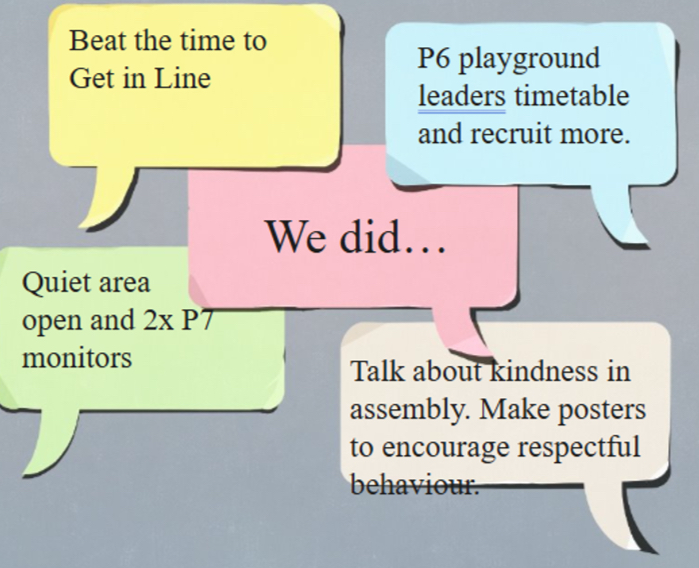 Beat the time to
Get in Line
P6 playground
leaders timetable
and recruit more.
We did…
Quiet area
open and 2x P7
monitors
Talk about kindness in
assembly. Make posters
to encourage respectful
behaviour.